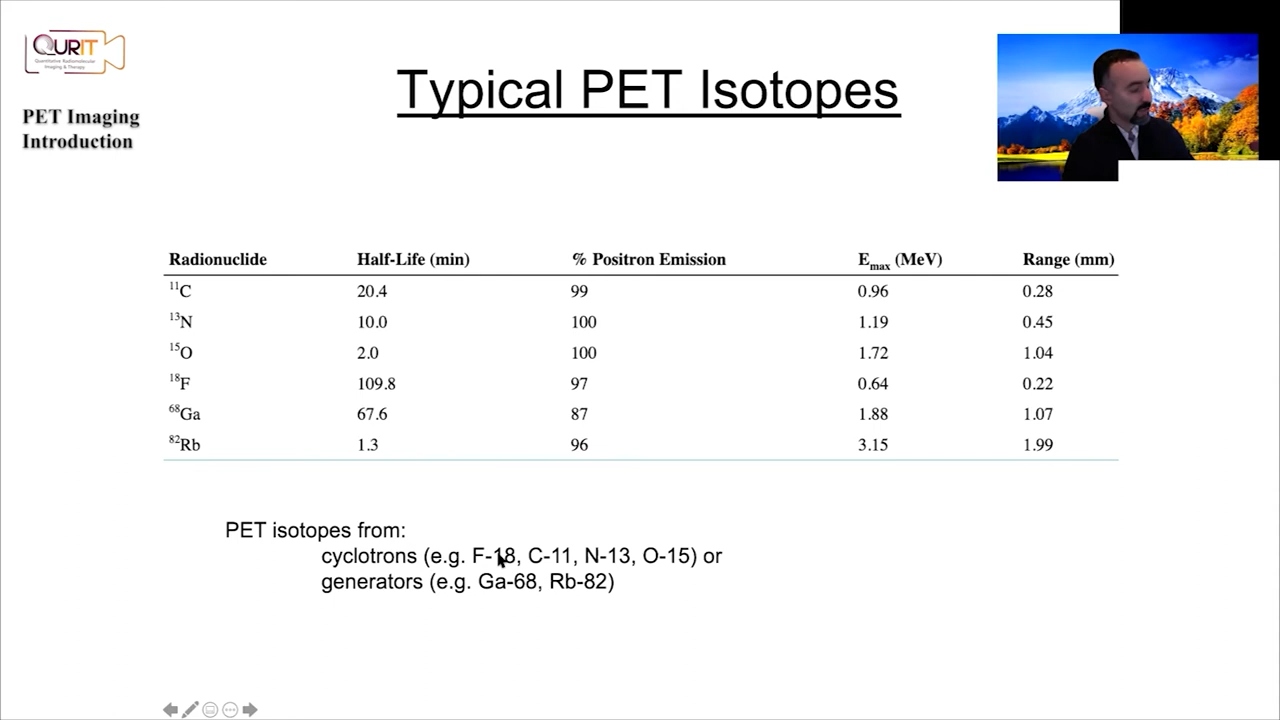 QURIT
Quantitative Radiomolecular
Imaging & Therapy
PET Imaging
Introduction
Typical PET Isotopes
Radionuclide Half-Life (min) % Positron Emission Emax (MeV) Range (mm)
11C 20.4 99 0.96 0.28
13N 10.0 100 1.19 0.45
15O 2.0 100 1.72 1.04
18F 109.8 97 0.64 0.22
68Ga 67.6 87 1.88 1.07
82Rb 1.3 96 3.15 1.99
PET isotopes from:
cyclotrons (e.g. F-18, C-11, N-13, O-15) or
generators (e.g. Ga-68, Rb-82)